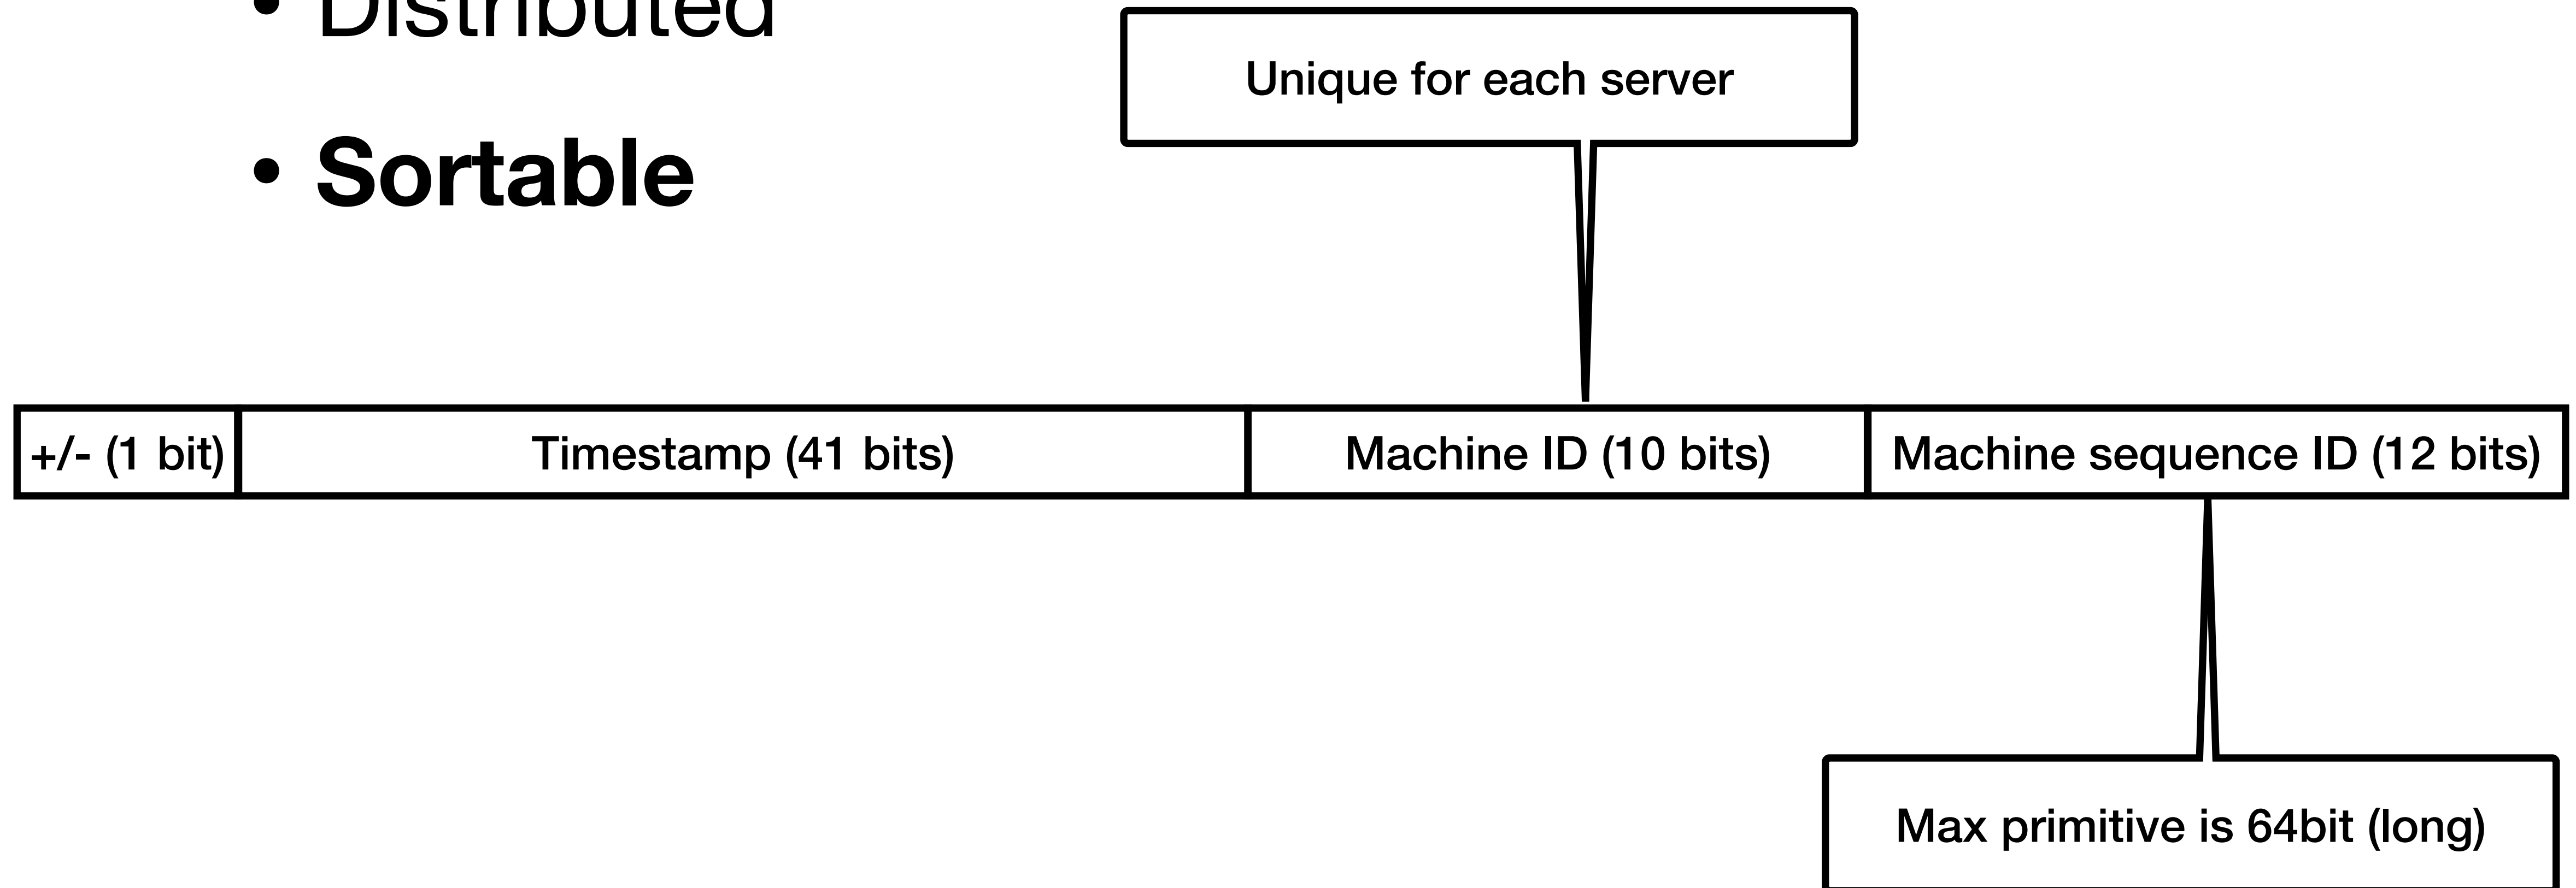 • Distributed
Unique for each server
• Sortable
+/- (1 bit)
Timestamp (41 bits)
Machine ID (10 bits)
Machine sequence ID (12 bits)
Max primitive is 64bit (long)